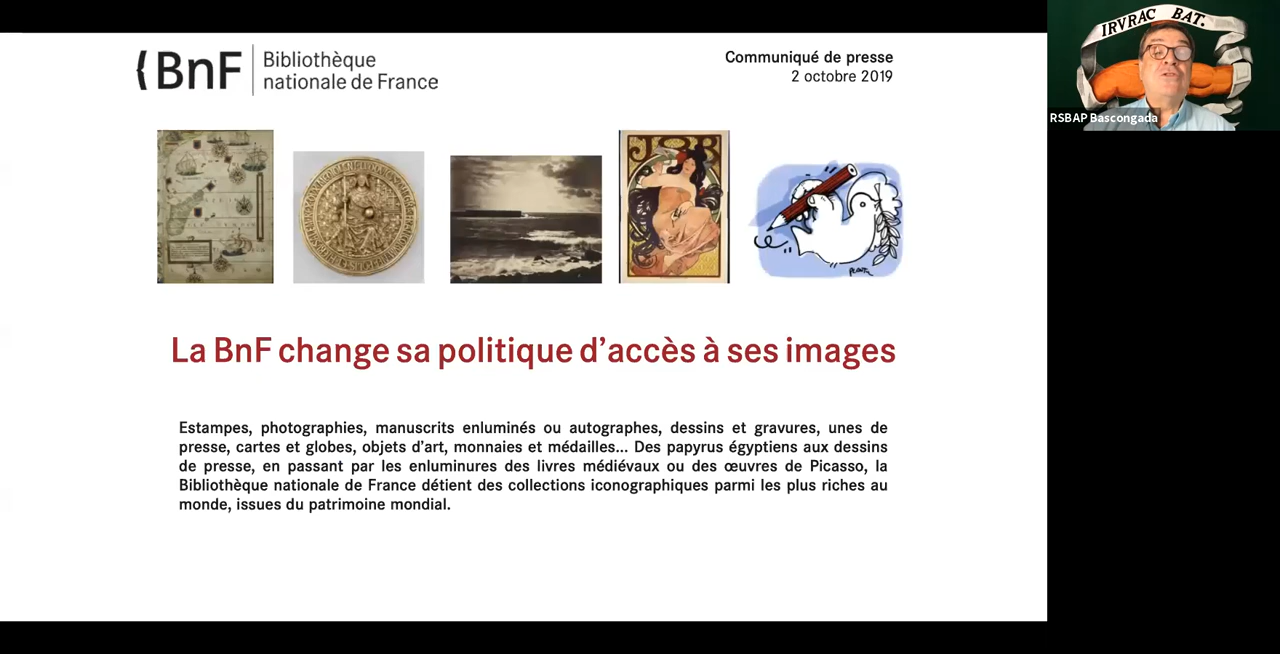 BnF
Bibliothèque
nationale de France
Communiqué de presse
2 octobre 2019
IRVRAC BAT.
RSBAP Bascongada
JOB
PLANTU
La BnF change sa politique d’accès à ses images
Estampes, photographies, manuscrits enluminés ou autographes, dessins et gravures, unes de
presse, cartes et globes, objets d’art, monnaies et médailles... Des papyrus égyptiens aux dessins
de presse, en passant par les enluminures des livres médiévaux ou des œuvres de Picasso, la
Bibliothèque nationale de France détient des collections iconographiques parmi les plus riches au
monde, issues du patrimoine mondial.